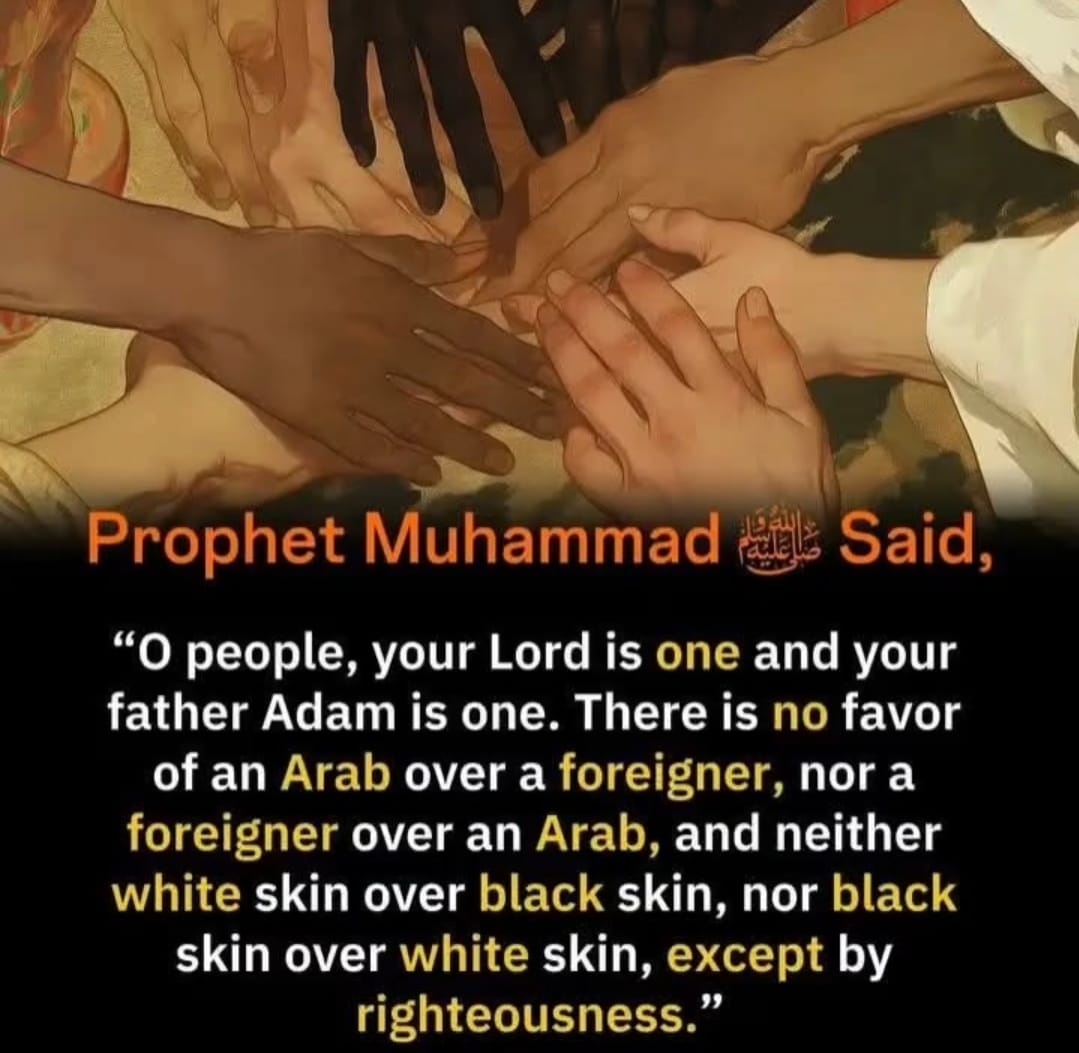 Prophet Muhammad ﷺ Said,
“O people, your Lord is one and your
father Adam is one. There is no favor
of an Arab over a foreigner, nor a
foreigner over an Arab, and neither
white skin over black skin, nor black
skin over white skin, except by
righteousness.”